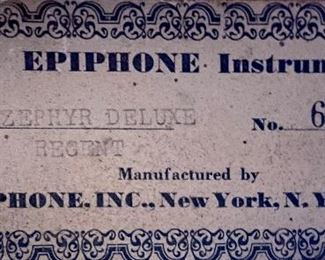 EPIPHONE Instrum
ZEPHYR DELUXE No. 6
REGENT
Manufactured by
PHONE, INC., New York, N. Y